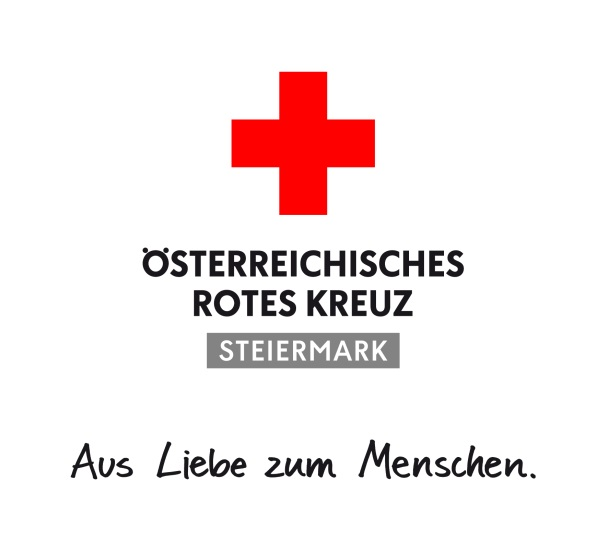 ÖSTERREICHISCHES
ROTES KREUZ
STEIERMARK
Aus Liebe zum Menschen.